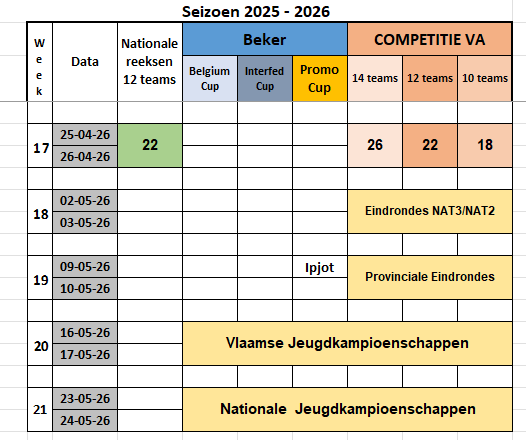 Seizoen 2025 - 2026
Week Data Nationale reeksen 12 teams Beker COMPETITIE VA
Belgium Cup Interfed Cup Promo Cup 14 teams 12 teams 10 teams
17 25-04-26 22 26 22 18
26-04-26
18 02-05-26 Eindrondes NAT3/NAT2
03-05-26
19 09-05-26 Ipjot Provinciale Eindrondes
10-05-26
20 16-05-26 Vlaamse Jeugdkampioenschappen
17-05-26
21 23-05-26 Nationale Jeugdkampioenschappen
24-05-26